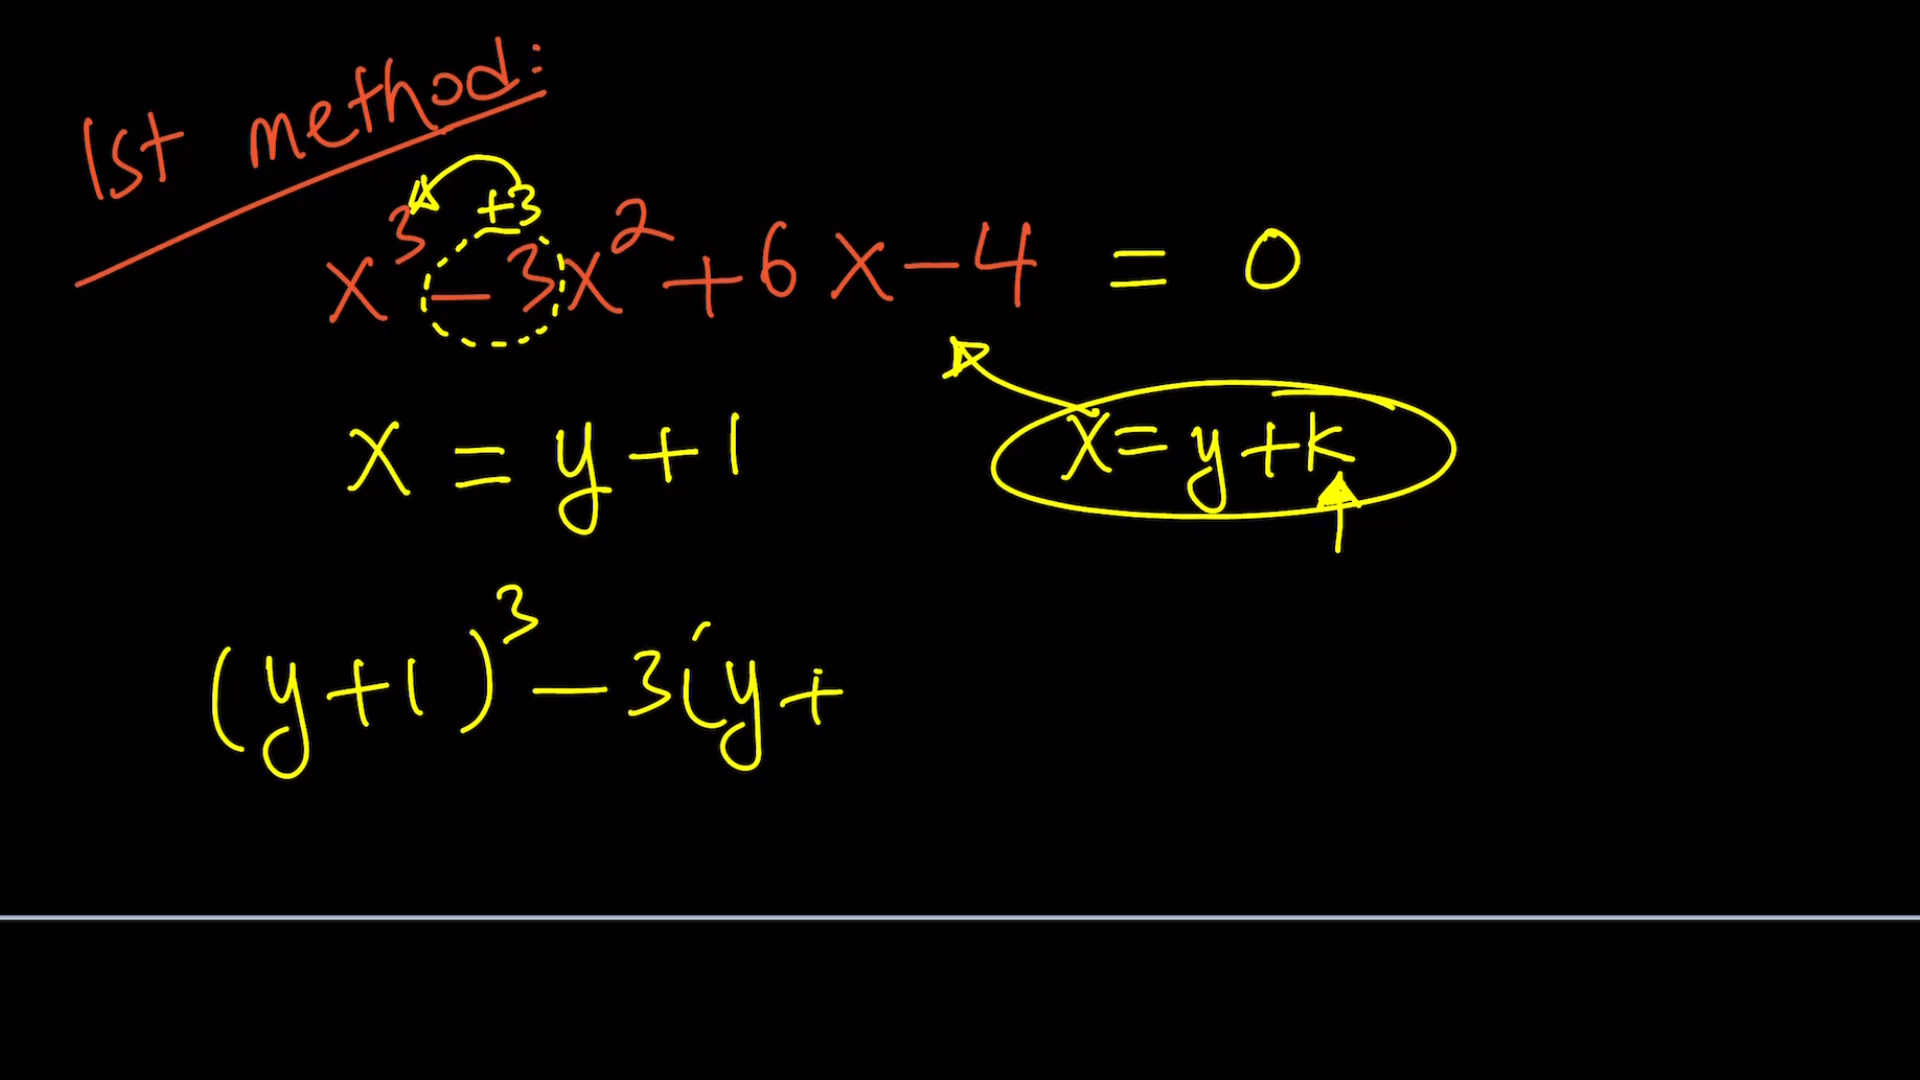 1st method:
+3
x³ - 3x² + 6x - 4 = 0
x = y + 1
x = y + k
(y+1)³ - 3(y+